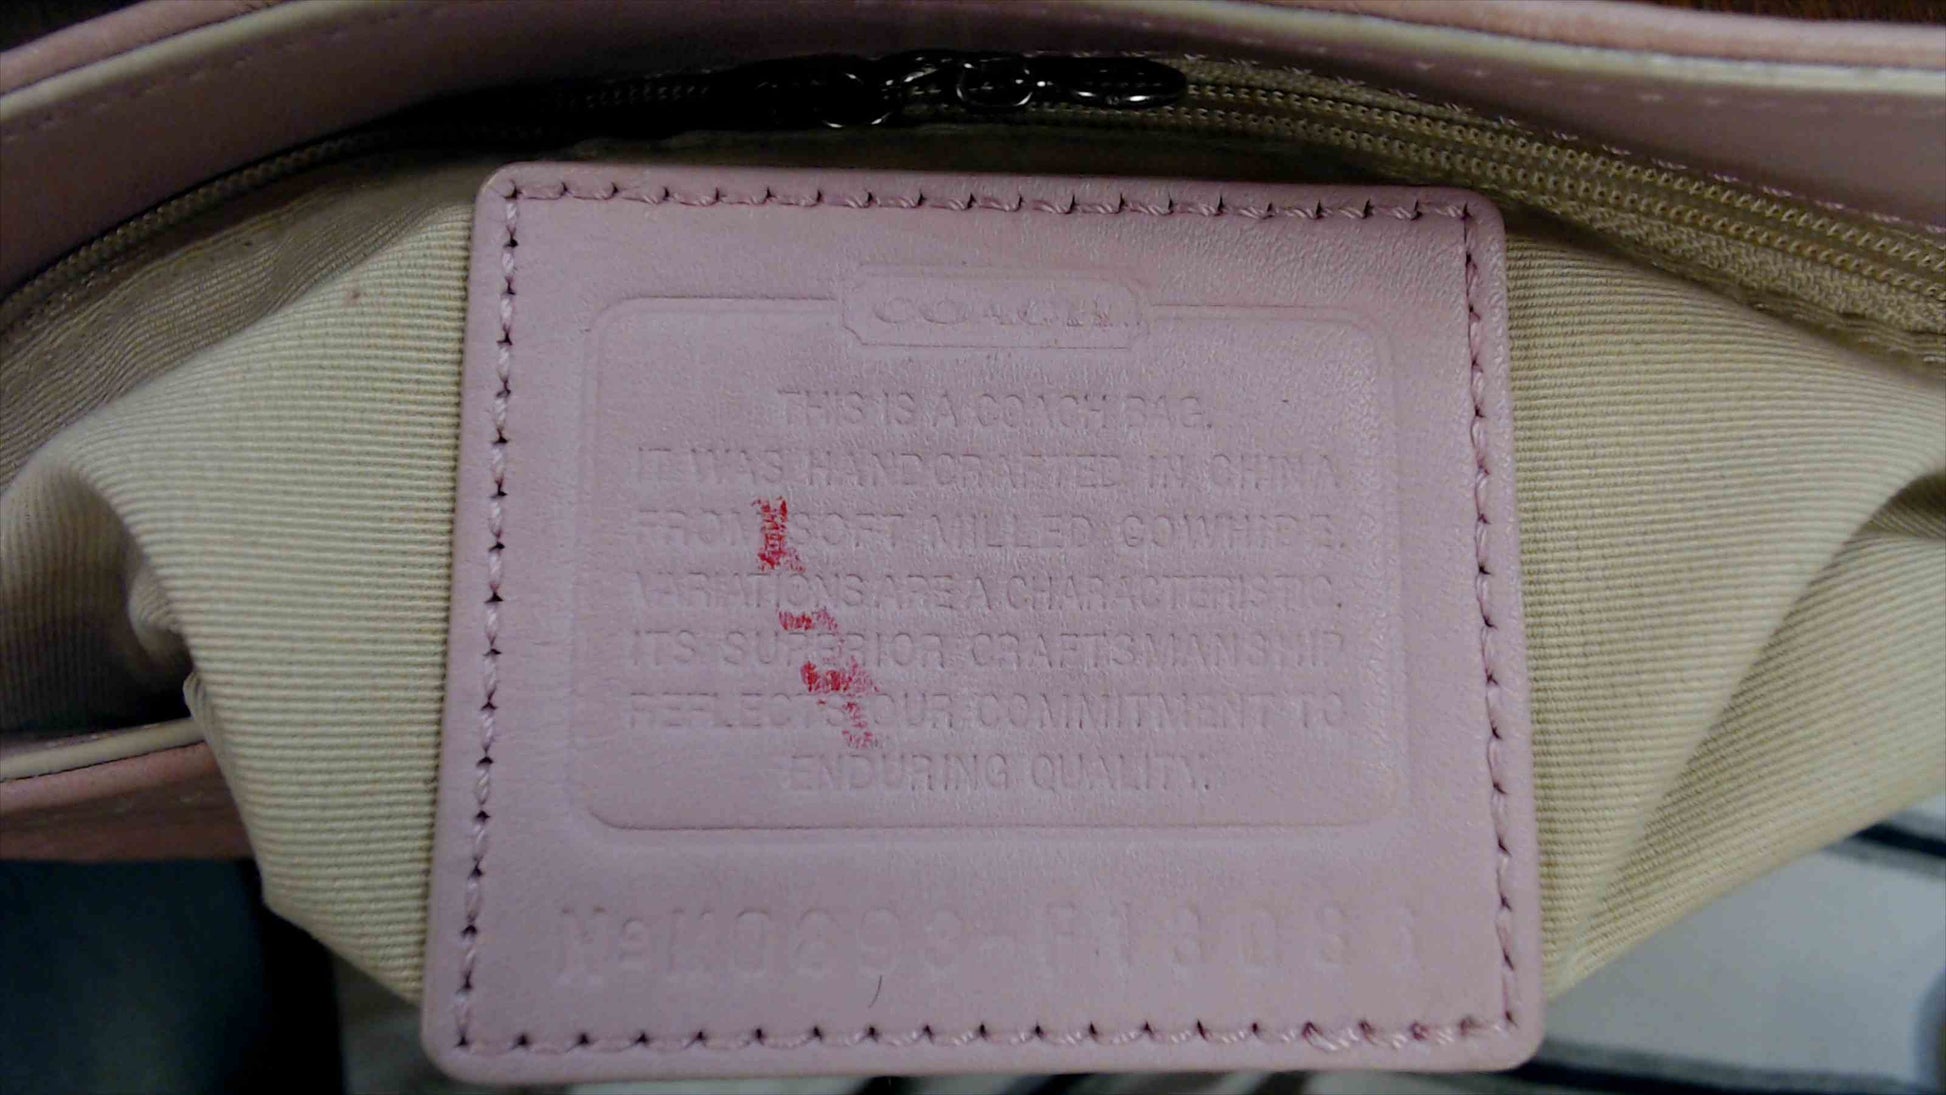 COACH
THIS IS A COACH BAG.
IT WAS HANDCRAFTED IN CHINA
FROM SOFT MILLED COWHIDE.
VARIATIONS ARE A CHARACTERISTIC.
ITS SUPERIOR CRAFTSMANSHIP
REFLECTS OUR COMMITMENT TO
ENDURING QUALITY.